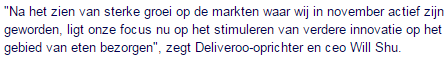 "Na het zien van sterke groei op de markten waar wij in november actief zijn
geworden, ligt onze focus nu op het stimuleren van verdere innovatie op het
gebied van eten bezorgen", zegt Deliveroo-oprichter en ceo Will Shu.